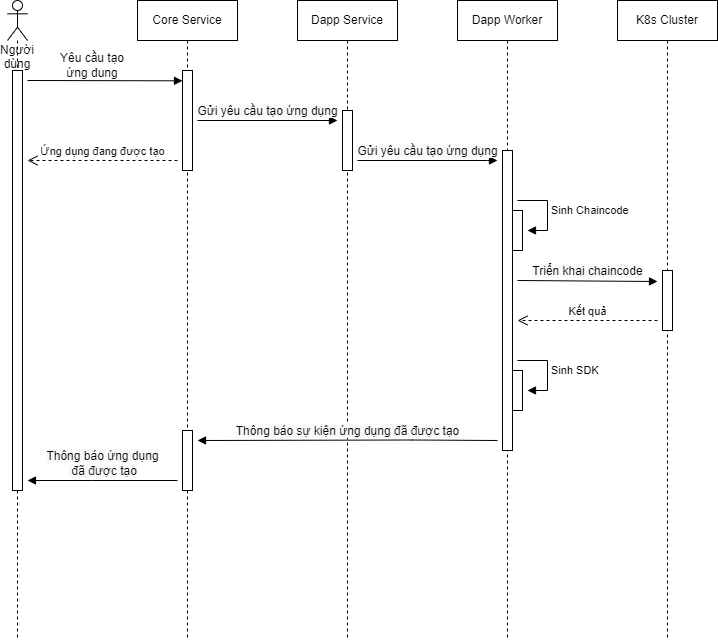 Core Service
Dapp Service
Dapp Worker
K8s Cluster
Người
dùng
Yêu cầu tạo
ứng dung
Gửi yêu cầu tạo ứng dụng
Ứng dụng đang được tạo
Gửi yêu cầu tạo ứng dụng
Sinh Chaincode
Triển khai chaincode
Kết quả
Sinh SDK
Thông báo sự kiện ứng dụng đã được tạo
Thông báo ứng dụng
đã được tạo